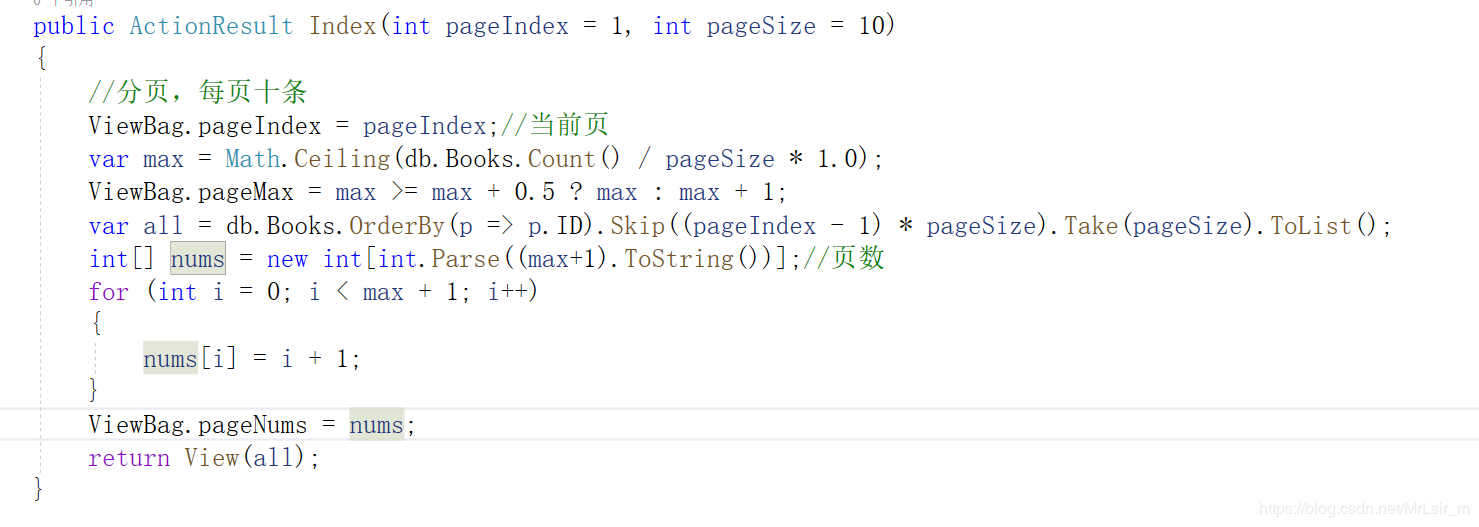 public ActionResult Index(int pageIndex = 1, int pageSize = 10)
{
//分页，每页十条
ViewBag.pageIndex = pageIndex;//当前页
var max = Math.Ceiling(db.Books.Count() / pageSize * 1.0);
ViewBag.pageMax = max >= max + 0.5 ? max : max + 1;
var all = db.Books.OrderBy(p => p.ID).Skip((pageIndex - 1) * pageSize).Take(pageSize).ToList();
int[] nums = new int[int.Parse((max+1).ToString())];//页数
for (int i = 0; i < max + 1; i++)
{
nums[i] = i + 1;
}
ViewBag.pageNums = nums;
return View(all);
}
https://blog.csdn.net/MrLsir_m